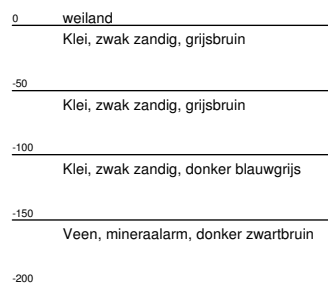 0 weiland
Klei, zwak zandig, grijsbruin
-50
Klei, zwak zandig, grijsbruin
-100
Klei, zwak zandig, donker blauwgrijs
-150
Veen, mineraalarm, donker zwartbruin
-200